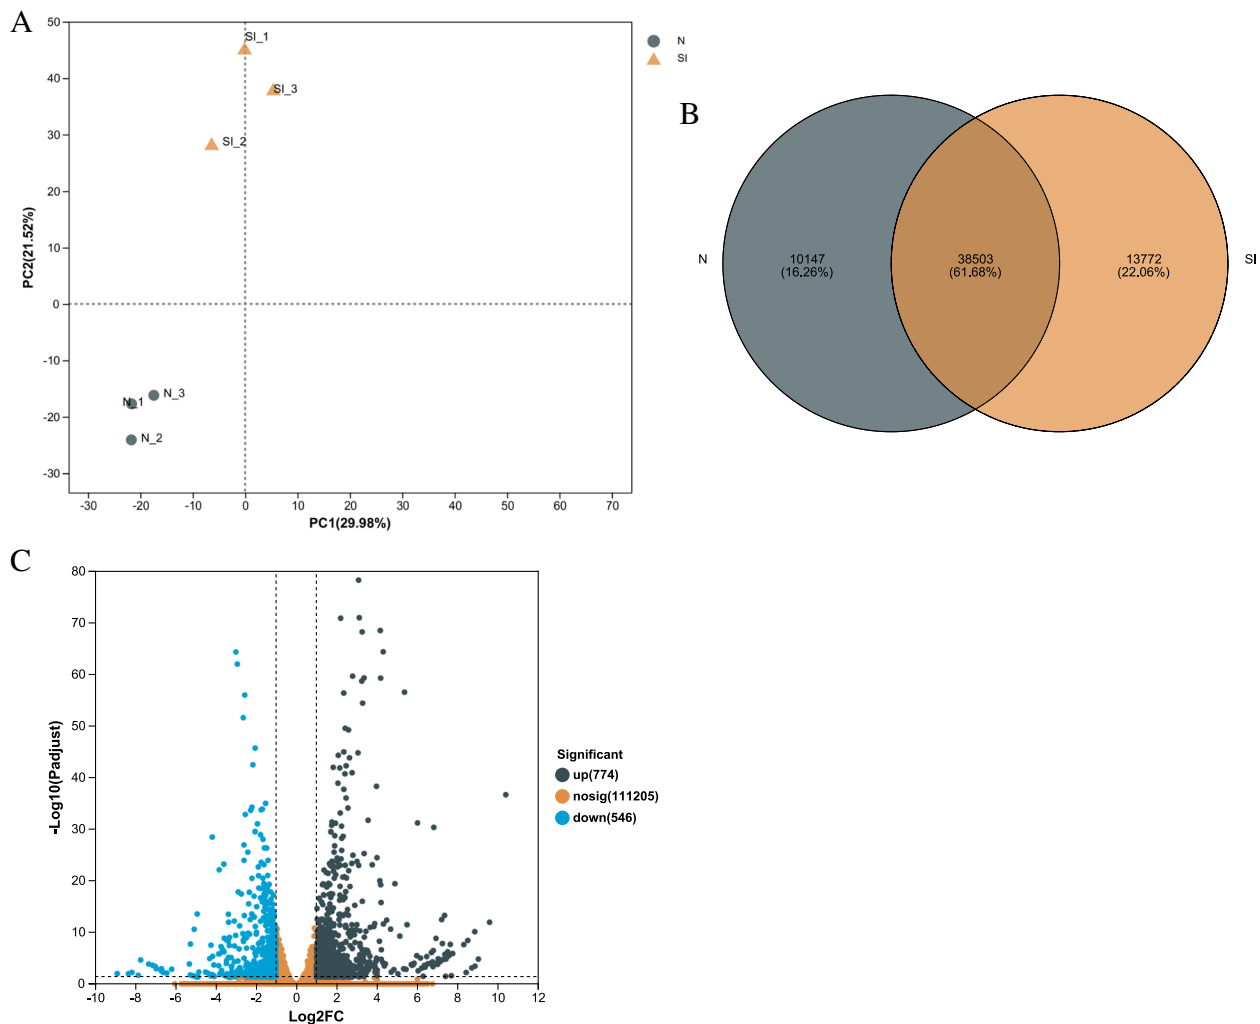 A
50
40
30
20
10
0
-10
-20
-30
PC2(21.52%)
SI_1
SI_3
SI_2
N_1
N_3
N_2
-30 -20 -10 0 10 20 30 40 50 60 70
PC1(29.98%)
N
SI
B
N
10147
(16.26%)
38503
(61.68%)
13772
(22.06%)
SI
C
80
70
60
50
40
30
20
10
0
-Log10(Padjust)
-10 -8 -6 -4 -2 0 2 4 6 8 10 12
Log2FC
Significant
up(774)
nosig(111205)
down(546)